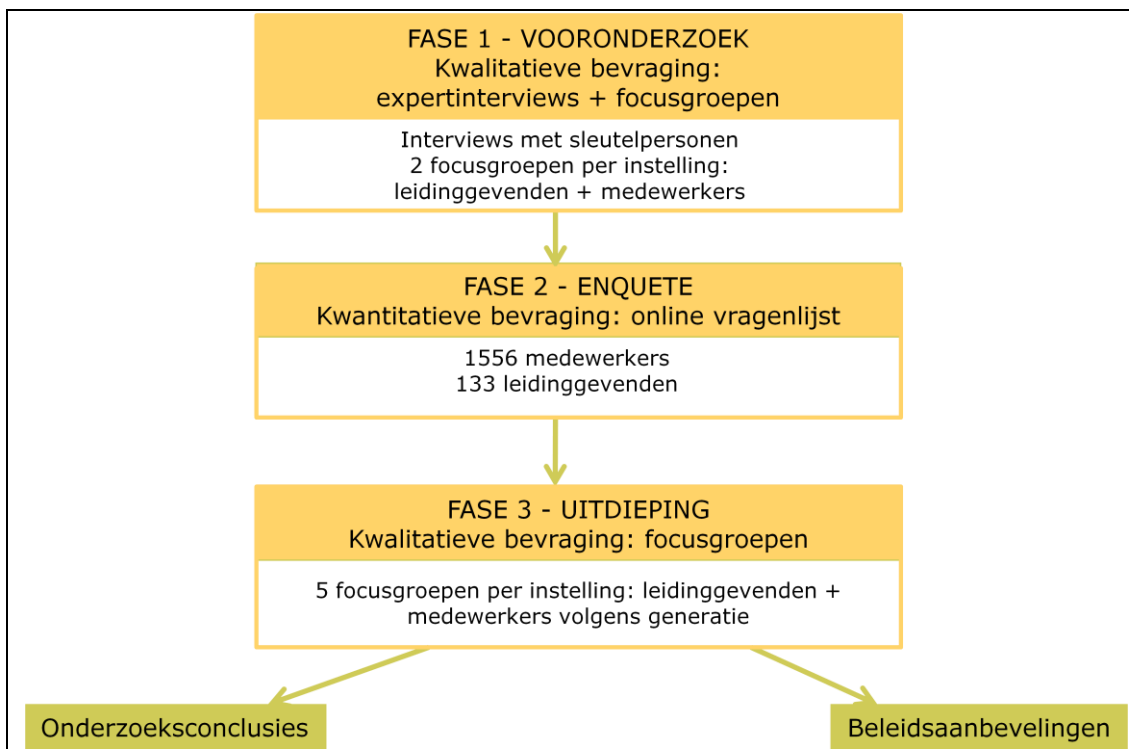 FASE 1 - VOORONDERZOEK
Kwalitatieve bevraging:
expertinterviews + focusgroepen
Interviews met sleutelpersonen
2 focusgroepen per instelling:
leidinggevenden + medewerkers
FASE 2 - ENQUETE
Kwantitatieve bevraging: online vragenlijst
1556 medewerkers
133 leidinggevenden
FASE 3 - UITDIEPING
Kwalitatieve bevraging: focusgroepen
5 focusgroepen per instelling: leidinggevenden +
medewerkers volgens generatie
Onderzoeksconclusies
Beleidsaanbevelingen